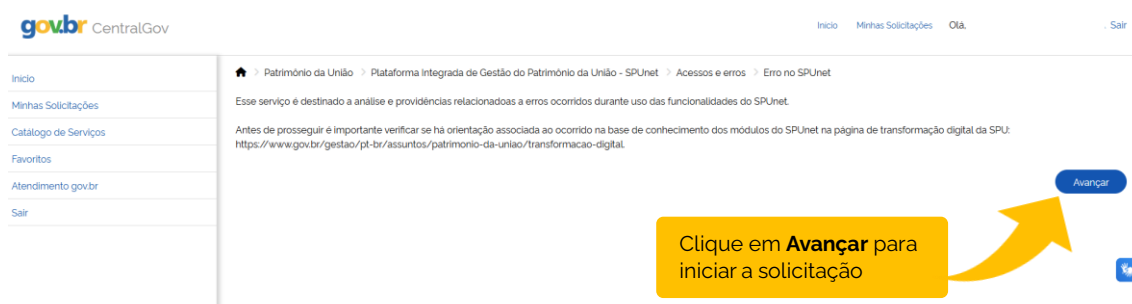 gov.br CentralGov
Inicio Minhas Solicitações Olá, . Sair
Inicio
Minhas Solicitações
Catálogo de Serviços
Favoritos
Atendimento gov.br
Sair
> Patrimônio da União > Plataforma Integrada de Gestão do Patrimônio da União - SPUnet > Acessos e erros > Erro no SPUnet
Esse serviço é destinado a análise e providências relacionadoas a erros ocorridos durante uso das funcionalidades do SPUnet.
Antes de prosseguir é importante verificar se há orientação associada ao ocorrido na base de conhecimento dos módulos do SPUnet na página de transformação digital da SPU:
https://www.gov.br/gestao/pt-br/assuntos/patrimonio-da-uniao/transformacao-digital.
Avançar
Clique em Avançar para
iniciar a solicitação